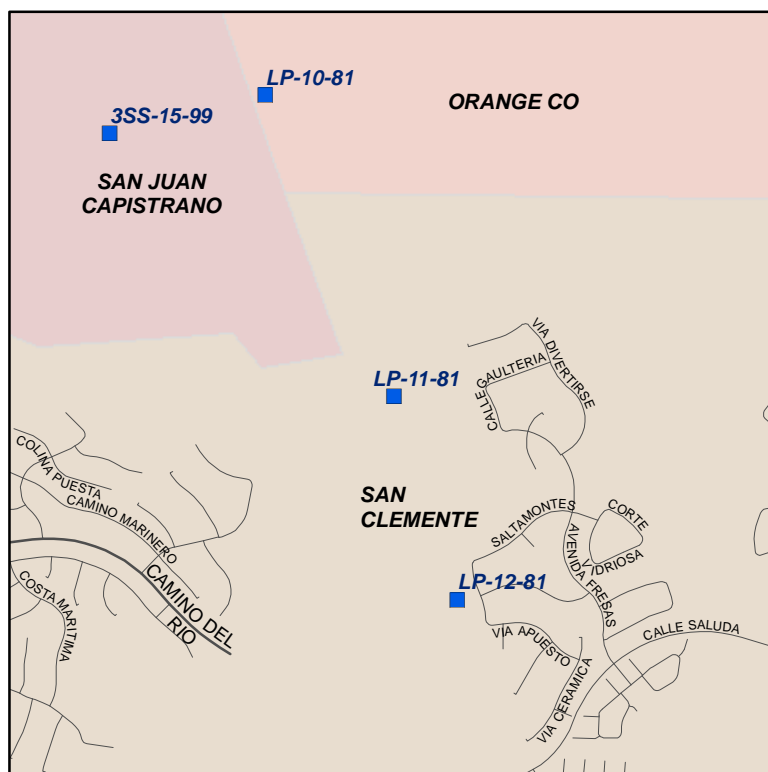 LP-10-81
ORANGE CO
3SS-15-99
SAN JUAN
CAPISTRANO
VIA DIVERTIRSE
CALLE GAULTERIA
LP-11-81
COLINA PUESTA
CAMINO MARINERO
SAN
CLEMENTE
SALTAMONTES
CORTE
VIDRIOSA
AVENIDA FRESAS
COSTA MARITIMA
CAMINO DEL
RIO
LP-12-81
VIA APUESTO
CALLE SALUDA
VIA CERAMICA